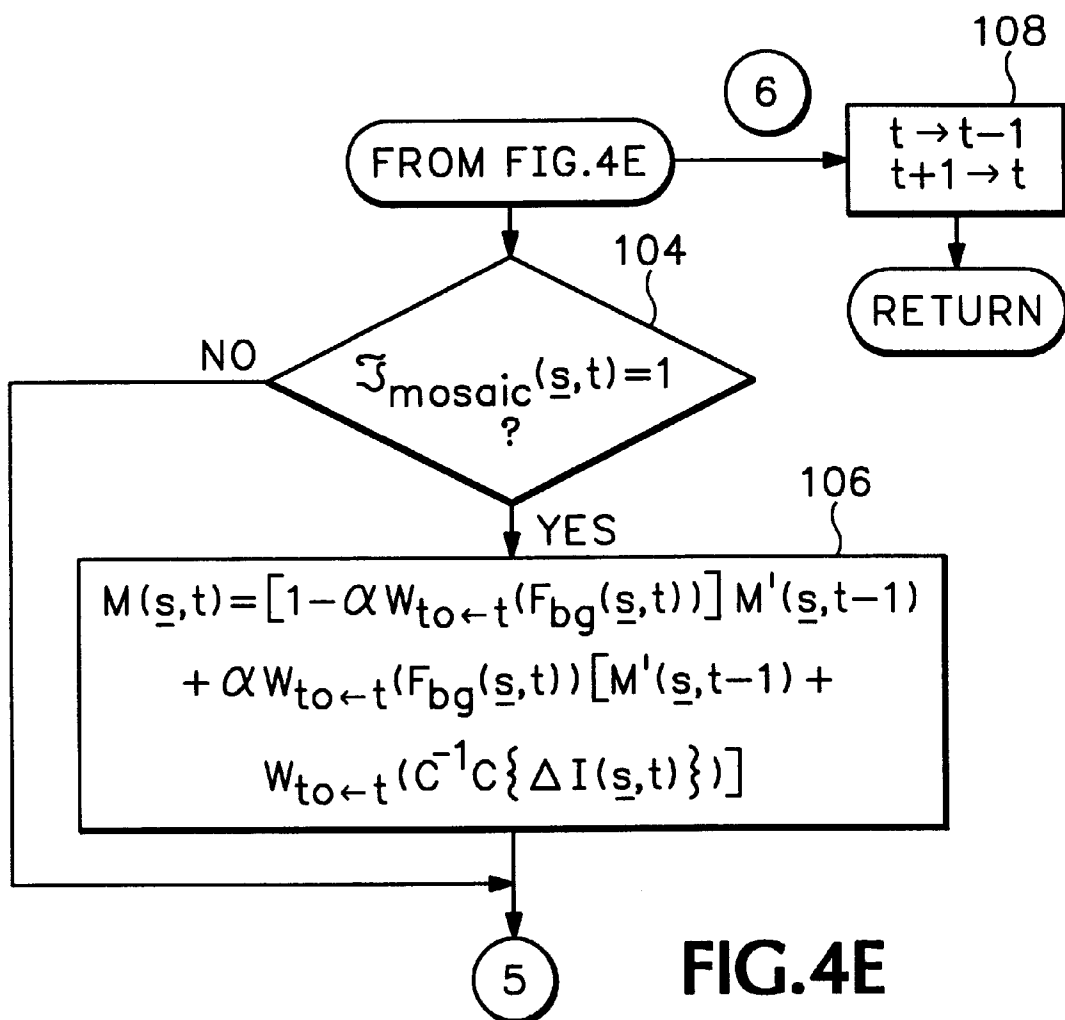 108
6
t → t−1
t+1 → t
FROM FIG.4E
RETURN
104
NO
ℑmosaic(s̲,t)=1
?
106
YES
M(s̲,t)=[1−αWto←t(Fbg(s̲,t))]M'(s̲,t−1)
+αWto←t(Fbg(s̲,t))[M'(s̲,t−1)+
Wto←t(C⁻¹C{ΔI(s̲,t)})]
5
FIG.4E